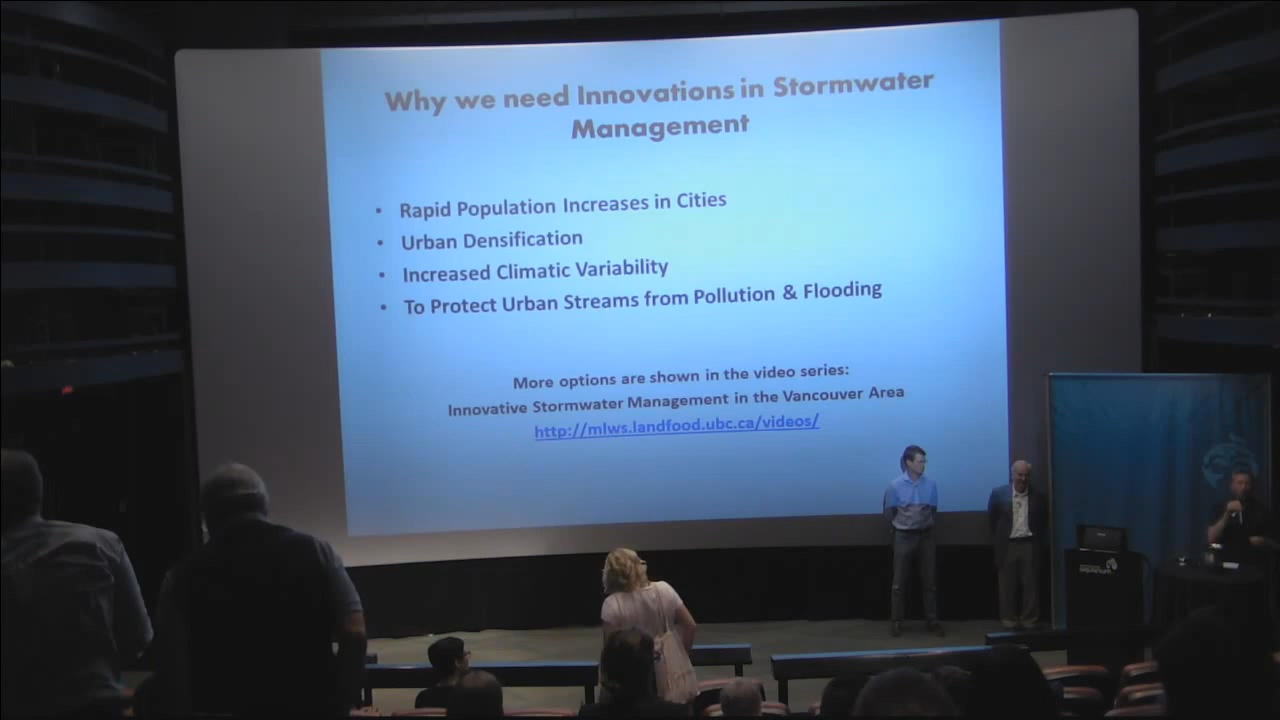 Why we need Innovations in Stormwater
Management
• Rapid Population Increases in Cities
• Urban Densification
• Increased Climatic Variability
• To Protect Urban Streams from Pollution & Flooding
More options are shown in the video series:
Innovative Stormwater Management in the Vancouver Area
http://mlws.landfood.ubc.ca/videos/
aquarium